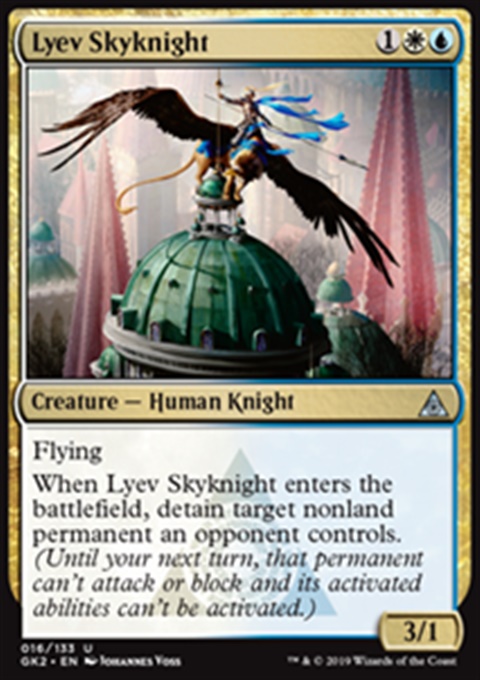 Lyev Skyknight 1
Creature — Human Knight
Flying
When Lyev Skyknight enters the
battlefield, detain target nonland
permanent an opponent controls.
(Until your next turn, that permanent
can't attack or block and its activated
abilities can't be activated.)
3/1
016/133 U
GK2 • EN Johannes Voss
™ & © 2019 Wizards of the Coast